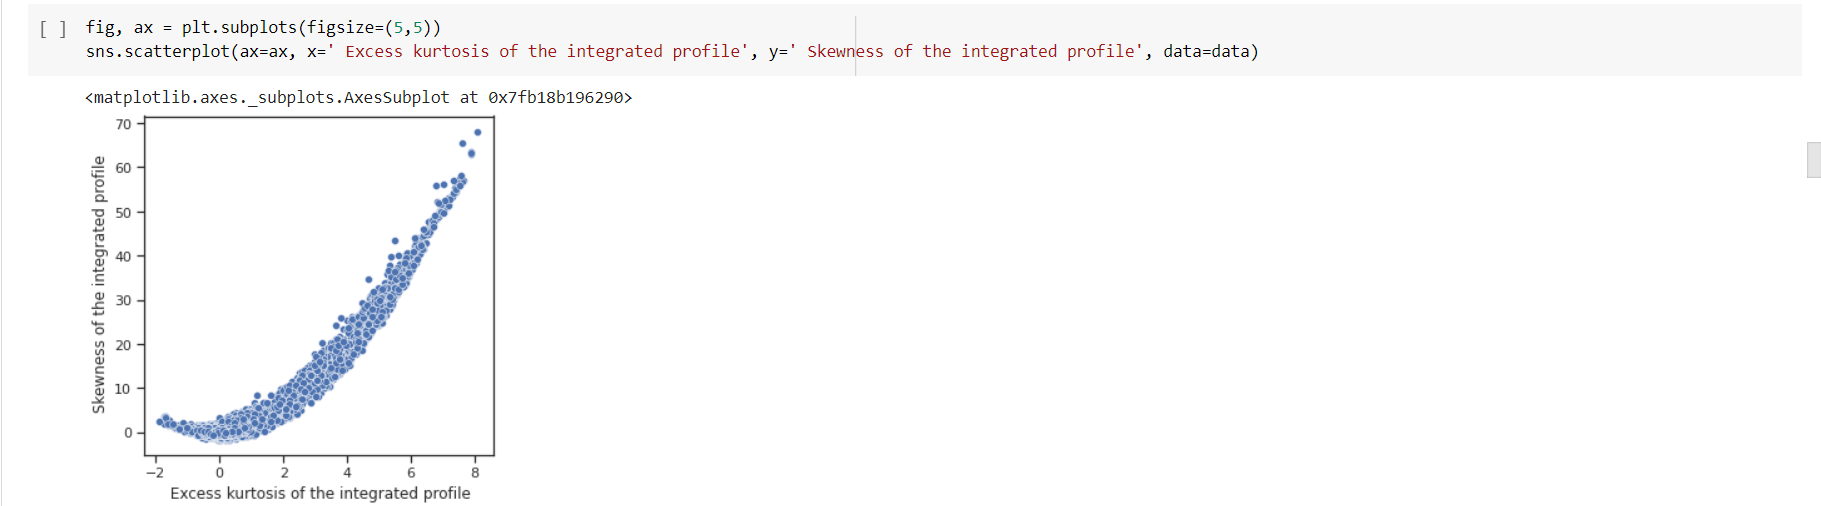 [ ] fig, ax = plt.subplots(figsize=(5,5))
sns.scatterplot(ax=ax, x=' Excess kurtosis of the integrated profile', y=' Skewness of the integrated profile', data=data)
<matplotlib.axes._subplots.AxesSubplot at 0x7fb18b196290>
70
60
50
40
30
20
10
0
Skewness of the integrated profile
−2 0 2 4 6 8
Excess kurtosis of the integrated profile